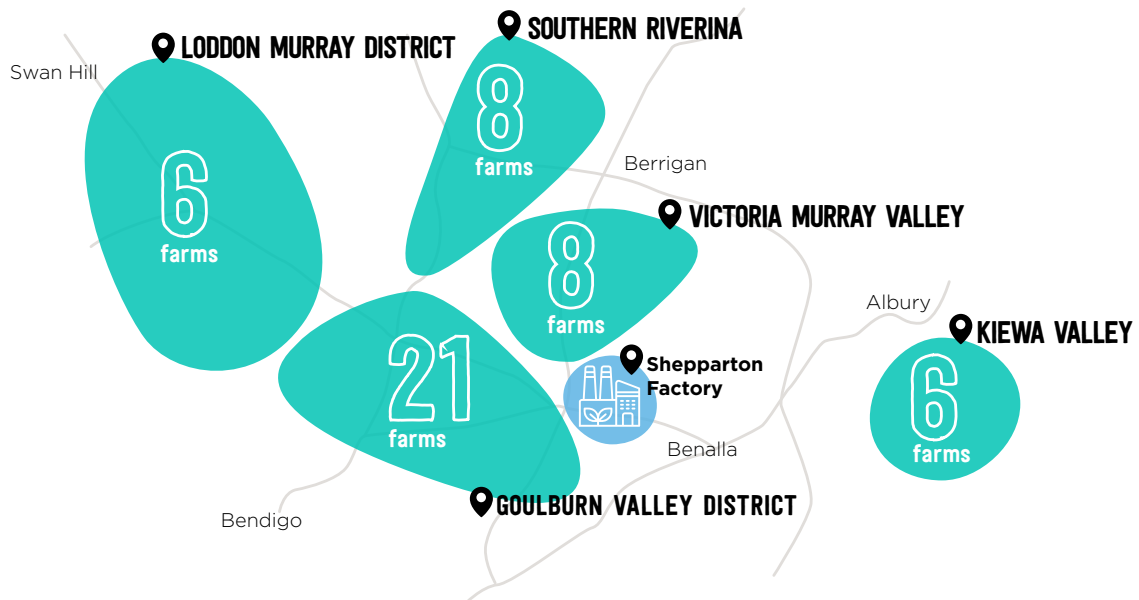 SOUTHERN RIVERINA
LODDON MURRAY DISTRICT
Swan Hill
8
farms
Berrigan
6
farms
VICTORIA MURRAY VALLEY
8
farms
Albury
KIEWA VALLEY
21
farms
Shepparton
Factory
6
farms
Benalla
GOULBURN VALLEY DISTRICT
Bendigo